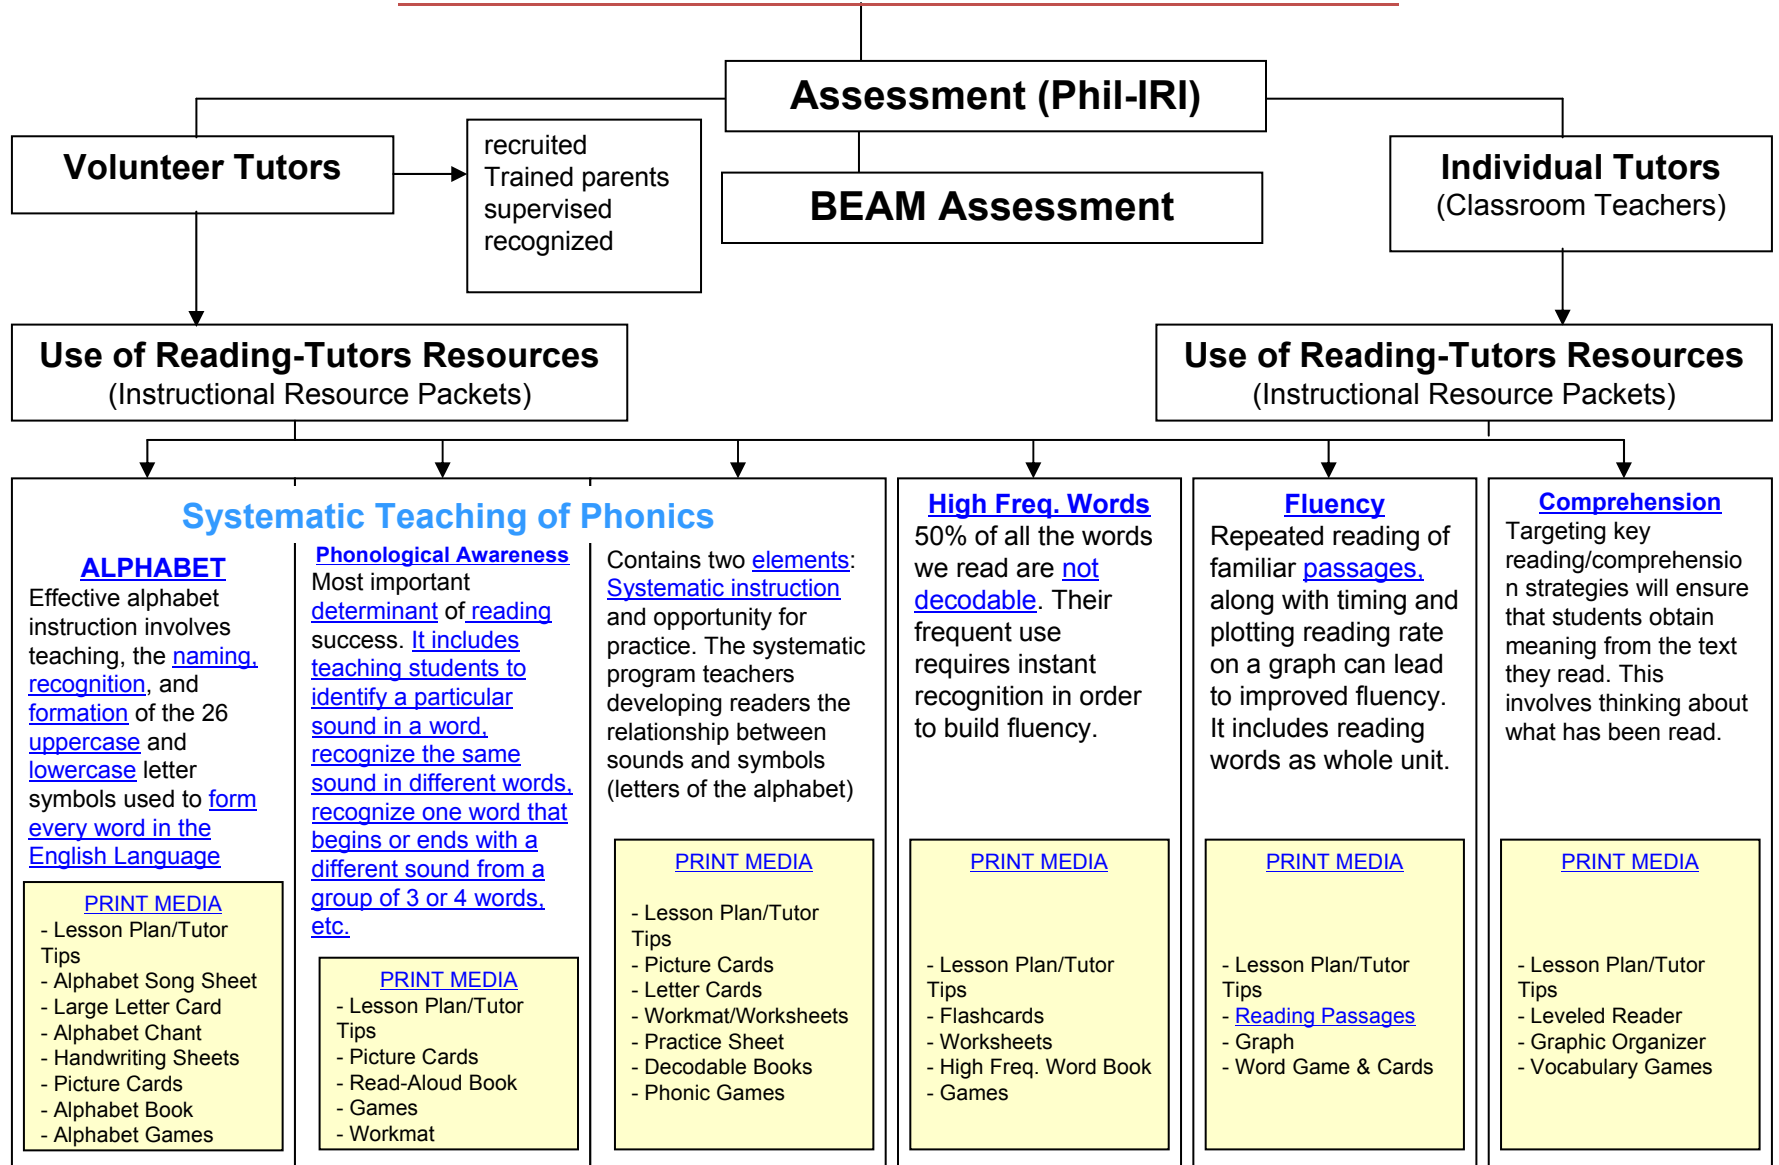 Assessment (Phil-IRI)
Volunteer Tutors
recruited
Trained parents
supervised
recognized
BEAM Assessment
Individual Tutors
(Classroom Teachers)
Use of Reading-Tutors Resources
(Instructional Resource Packets)
Use of Reading-Tutors Resources
(Instructional Resource Packets)
Systematic Teaching of Phonics
ALPHABET
Effective alphabet
instruction involves
teaching, the naming,
recognition, and
formation of the 26
uppercase and
lowercase letter
symbols used to form
every word in the
English Language
PRINT MEDIA
- Lesson Plan/Tutor
Tips
- Alphabet Song Sheet
- Large Letter Card
- Alphabet Chant
- Handwriting Sheets
- Picture Cards
- Alphabet Book
- Alphabet Games
Phonological Awareness
Most important
determinant of reading
success. It includes
teaching students to
identify a particular
sound in a word,
recognize the same
sound in different words,
recognize one word that
begins or ends with a
different sound from a
group of 3 or 4 words,
etc.
PRINT MEDIA
- Lesson Plan/Tutor
Tips
- Picture Cards
- Read-Aloud Book
- Games
- Workmat
Contains two elements:
Systematic instruction
and opportunity for
practice. The systematic
program teachers
developing readers the
relationship between
sounds and symbols
(letters of the alphabet)
PRINT MEDIA
- Lesson Plan/Tutor
Tips
- Picture Cards
- Letter Cards
- Workmat/Worksheets
- Practice Sheet
- Decodable Books
- Phonic Games
High Freq. Words
50% of all the words
we read are not
decodable. Their
frequent use
requires instant
recognition in order
to build fluency.
PRINT MEDIA
- Lesson Plan/Tutor
Tips
- Flashcards
- Worksheets
- High Freq. Word Book
- Games
Fluency
Repeated reading of
familiar passages,
along with timing and
plotting reading rate
on a graph can lead
to improved fluency.
It includes reading
words as whole unit.
PRINT MEDIA
- Lesson Plan/Tutor
Tips
- Reading Passages
- Graph
- Word Game & Cards
Comprehension
Targeting key
reading/comprehensio
n strategies will ensure
that students obtain
meaning from the text
they read. This
involves thinking about
what has been read.
PRINT MEDIA
- Lesson Plan/Tutor
Tips
- Leveled Reader
- Graphic Organizer
- Vocabulary Games